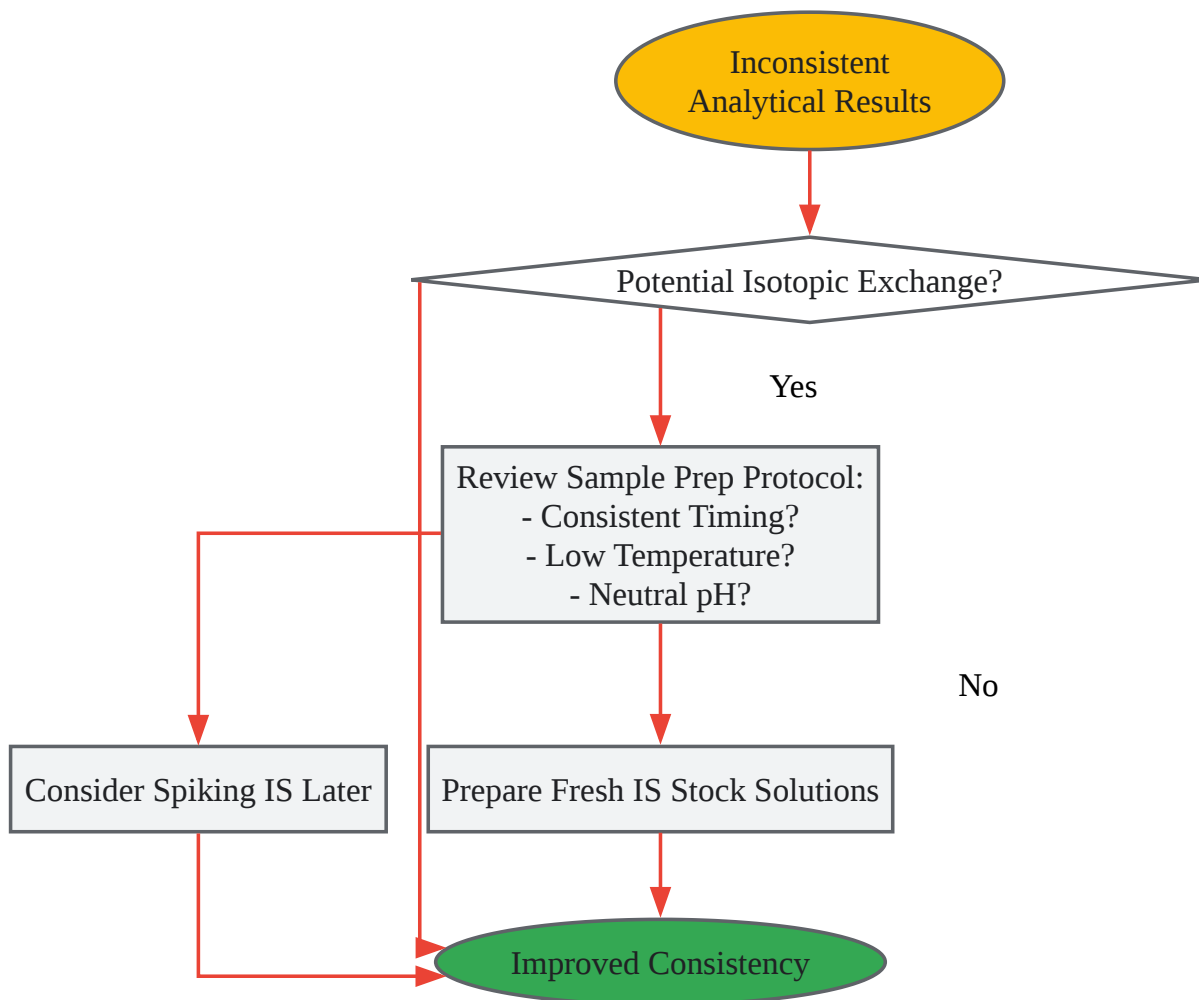 Inconsistent
Analytical Results
Potential Isotopic Exchange?
Yes
Review Sample Prep Protocol:
- Consistent Timing?
- Low Temperature?
- Neutral pH?
No
Consider Spiking IS Later
Prepare Fresh IS Stock Solutions
Improved Consistency